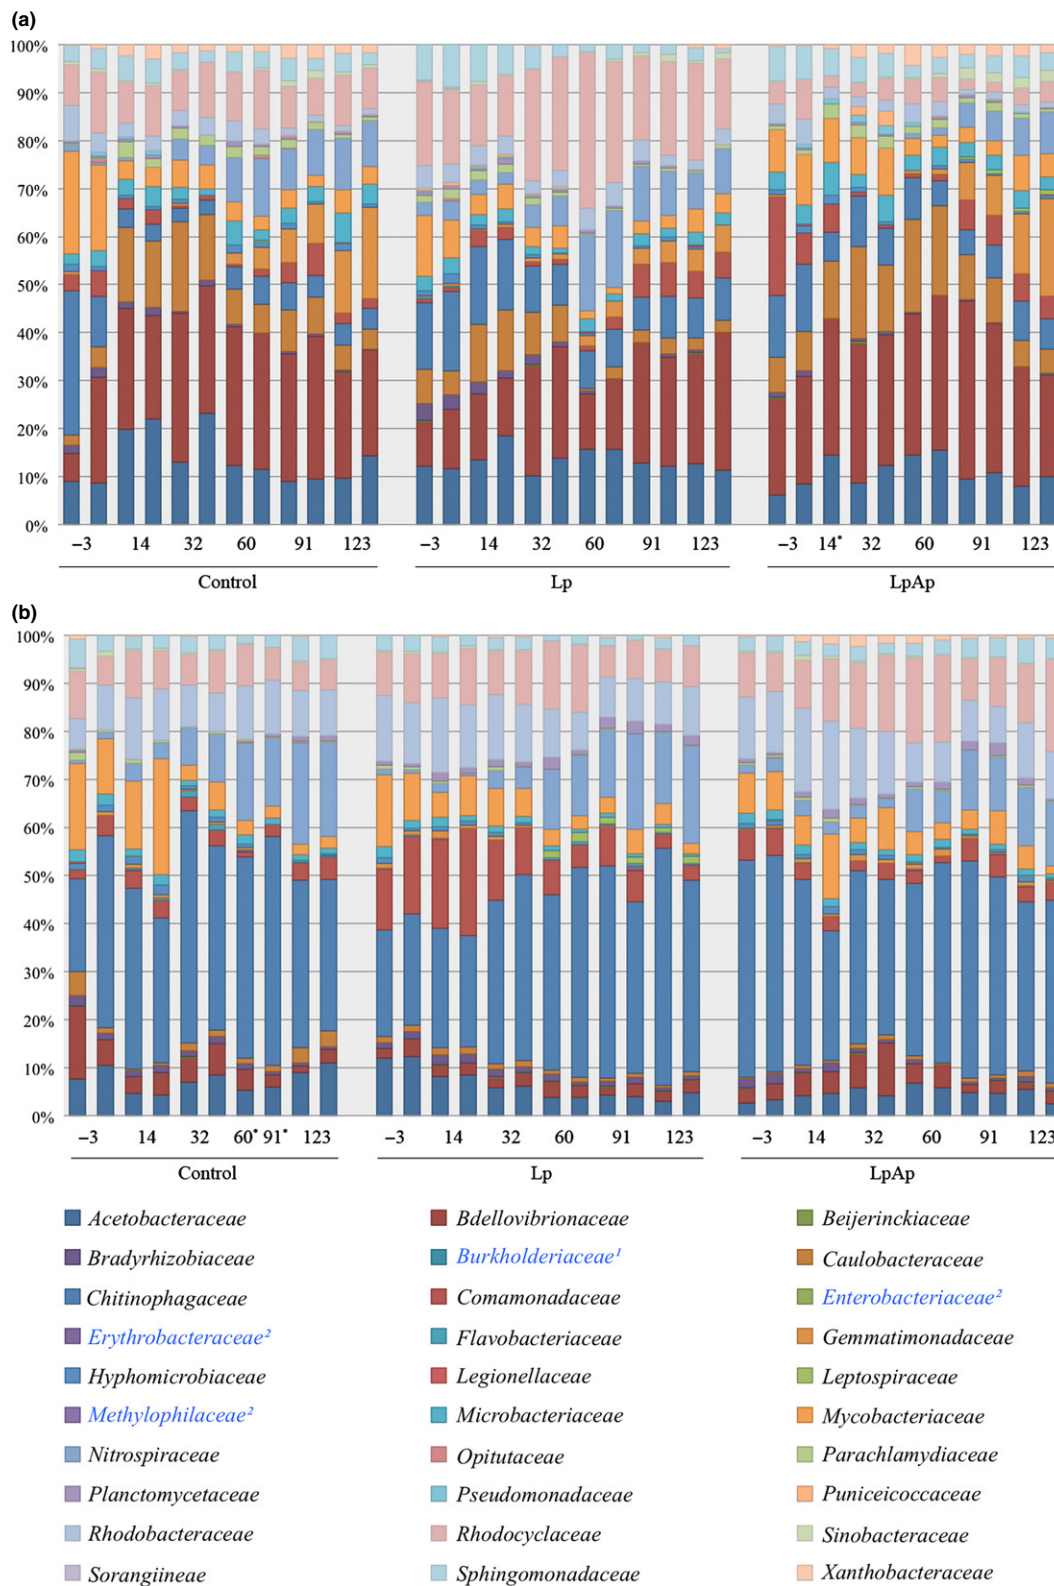 (a)
100%
90%
80%
70%
60%
50%
40%
30%
20%
10%
0%
−3 14 32 60 91 123 −3 14 32 60 91 123 −3 14* 32 60 91 123
Control Lp LpAp
(b)
100%
90%
80%
70%
60%
50%
40%
30%
20%
10%
0%
−3 14 32 60* 91* 123 −3 14 32 60 91 123 −3 14 32 60 91 123
Control Lp LpAp
Acetobacteraceae Bdellovibrionaceae Beijerinckiaceae
Bradyrhizobiaceae Burkholderiaceae¹ Caulobacteraceae
Chitinophagaceae Comamonadaceae Enterobacteriaceae²
Erythrobacteraceae² Flavobacteriaceae Gemmatimonadaceae
Hyphomicrobiaceae Legionellaceae Leptospiraceae
Methylophilaceae² Microbacteriaceae Mycobacteriaceae
Nitrospiraceae Opitutaceae Parachlamydiaceae
Planctomycetaceae Pseudomonadaceae Puniceicoccaceae
Rhodobacteraceae Rhodocyclaceae Sinobacteraceae
Sorangiineae Sphingomonadaceae Xanthobacteraceae